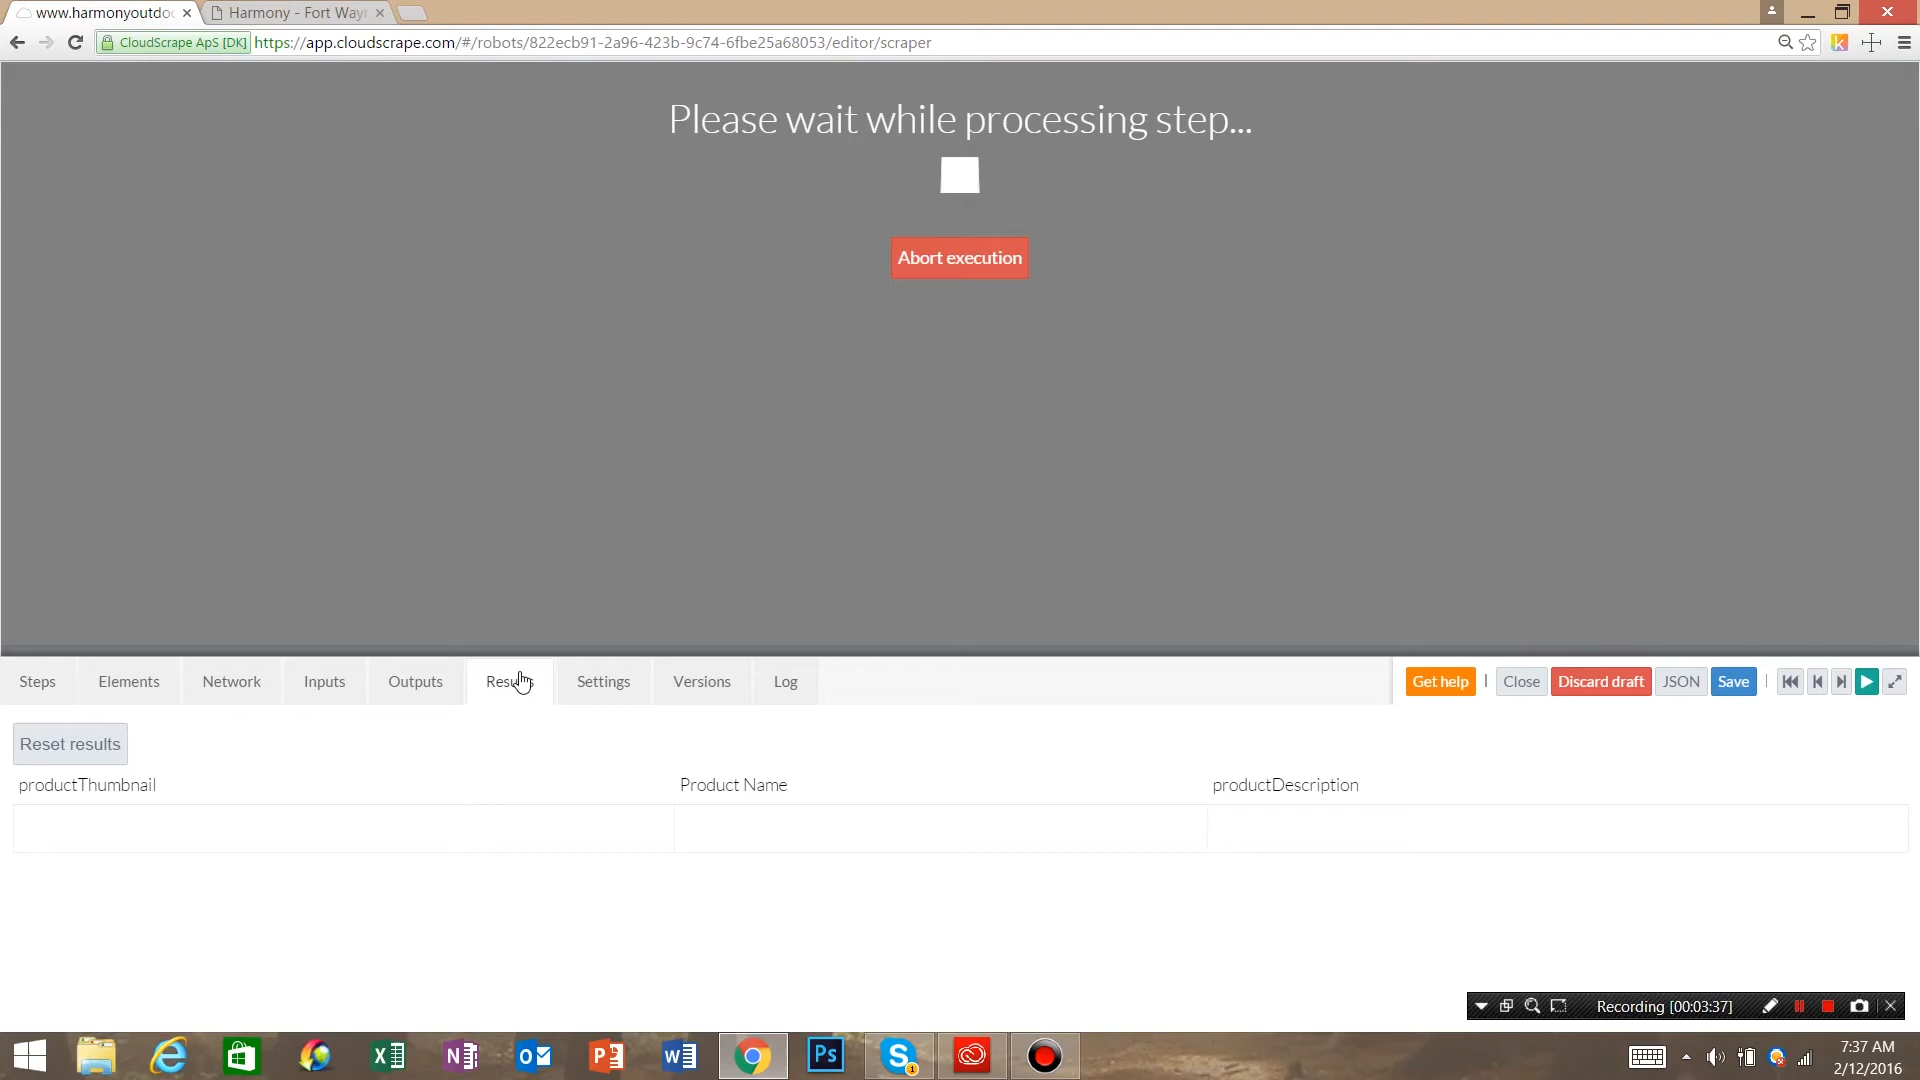 www.harmonyoutdo
Harmony - Fort Way
CloudScrape ApS [DK]
https://app.cloudscrape.com/#/robots/822ecb91-2a96-423b-9c74-6fbe25a68053/editor/scraper
Please wait while processing step...
Abort execution
Steps
Elements
Network
Inputs
Outputs
Results
Settings
Versions
Log
Get help
Close
Discard draft
JSON
Save
Reset results
productThumbnail
Product Name
productDescription
Recording [00:03:37]
7:37 AM
2/12/2016